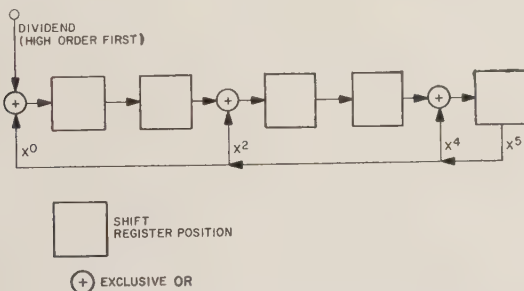 DIVIDEND
(HIGH ORDER FIRST)
X⁰
X²
X⁴
X⁵
SHIFT
REGISTER POSITION
EXCLUSIVE OR